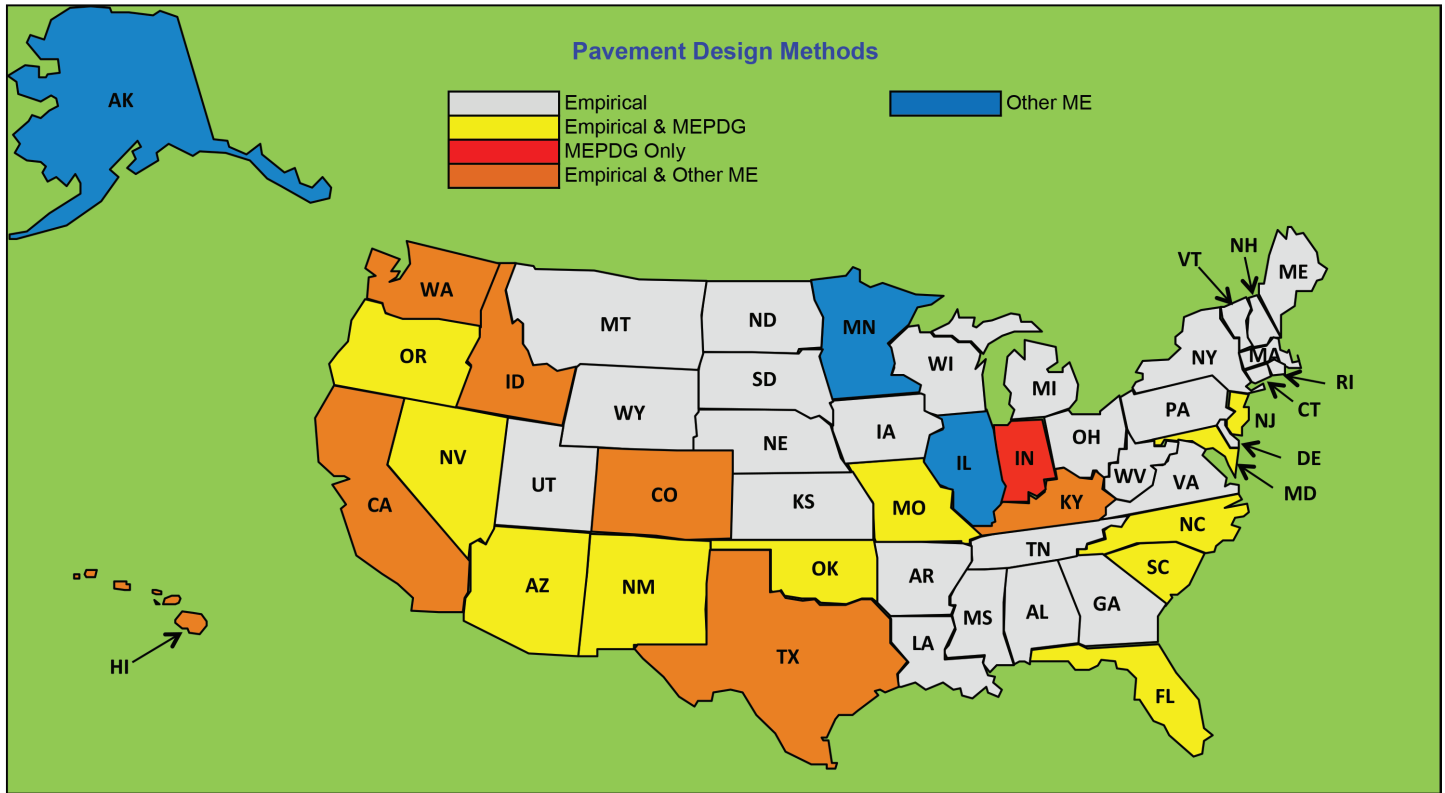 Pavement Design Methods
Empirical
Other ME
Empirical & MEPDG
MEPDG Only
Empirical & Other ME
AK
WA
MT
ND
MN
OR
ID
WY
SD
WI
MI
NY
VT
NH
ME
MA
RI
CT
NJ
PA
DE
MD
NV
UT
CO
NE
IA
KS
IL
IN
OH
WV
VA
KY
MO
CA
AZ
NM
OK
AR
TN
NC
SC
MS
AL
GA
LA
TX
FL
HI